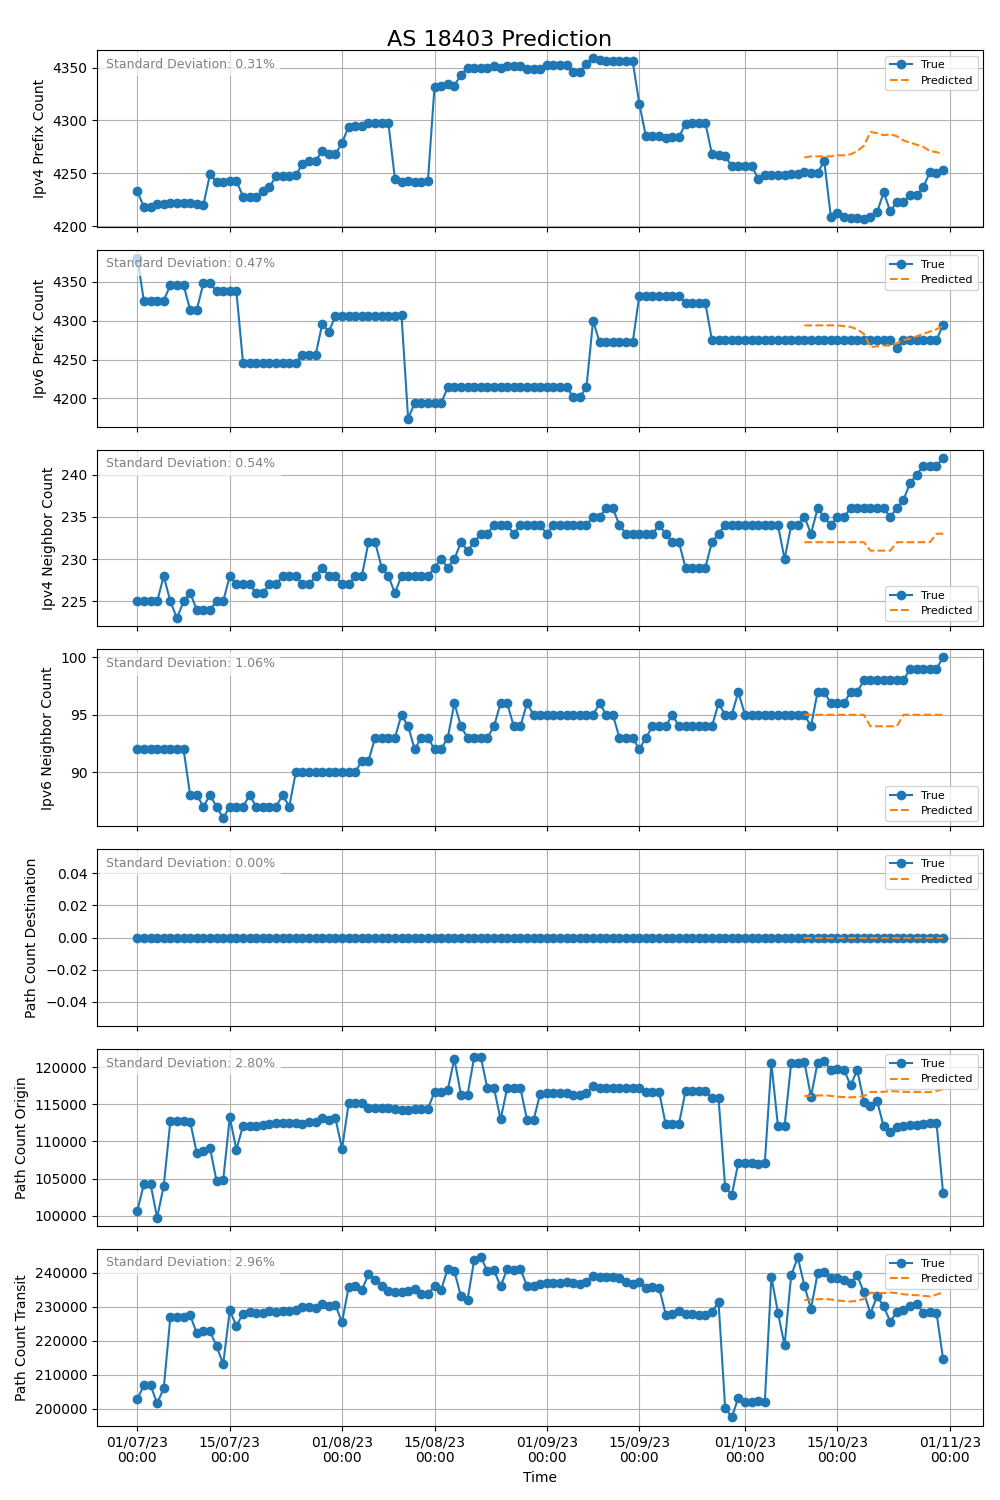 AS 18403 Prediction
Standard Deviation: 0.31%
True
Predicted
Ipv4 Prefix Count
4350
4300
4250
4200
Standard Deviation: 0.47%
True
Predicted
Ipv6 Prefix Count
4350
4300
4250
4200
Standard Deviation: 0.54%
Ipv4 Neighbor Count
240
235
230
225
True
Predicted
Standard Deviation: 1.06%
Ipv6 Neighbor Count
100
95
90
True
Predicted
Standard Deviation: 0.00%
True
Predicted
Path Count Destination
0.04
0.02
0.00
−0.02
−0.04
Standard Deviation: 2.80%
True
Predicted
Path Count Origin
120000
115000
110000
105000
100000
Standard Deviation: 2.96%
True
Predicted
Path Count Transit
240000
230000
220000
210000
200000
01/07/23 15/07/23 01/08/23 15/08/23 01/09/23 15/09/23 01/10/23 15/10/23 01/11/23
00:00 00:00 00:00 00:00 00:00 00:00 00:00 00:00 00:00
Time